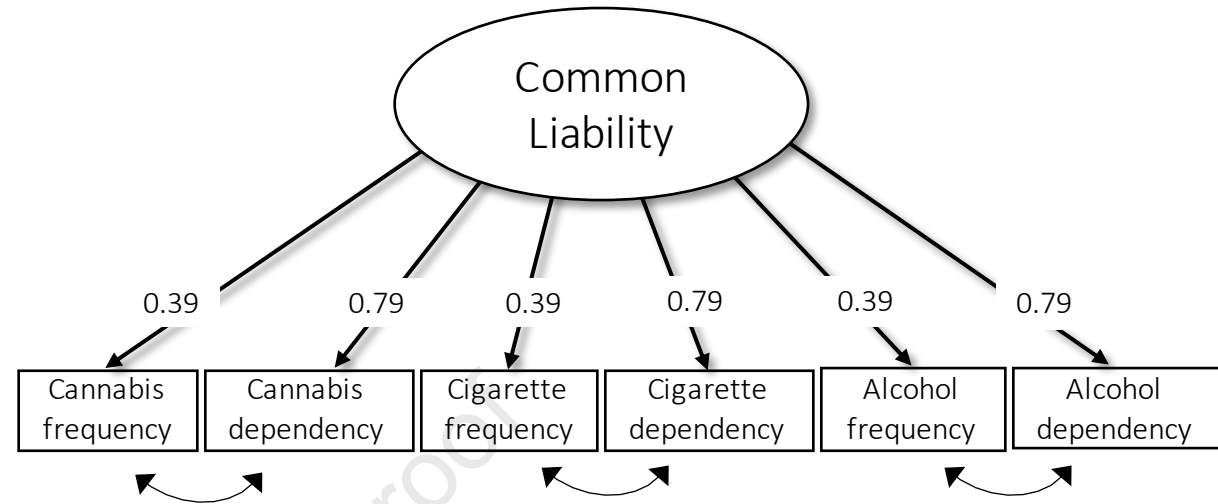 Common
Liability
0.39
0.79
0.39
0.79
0.39
0.79
Cannabis
frequency
Cannabis
dependency
Cigarette
frequency
Cigarette
dependency
Alcohol
frequency
Alcohol
dependency